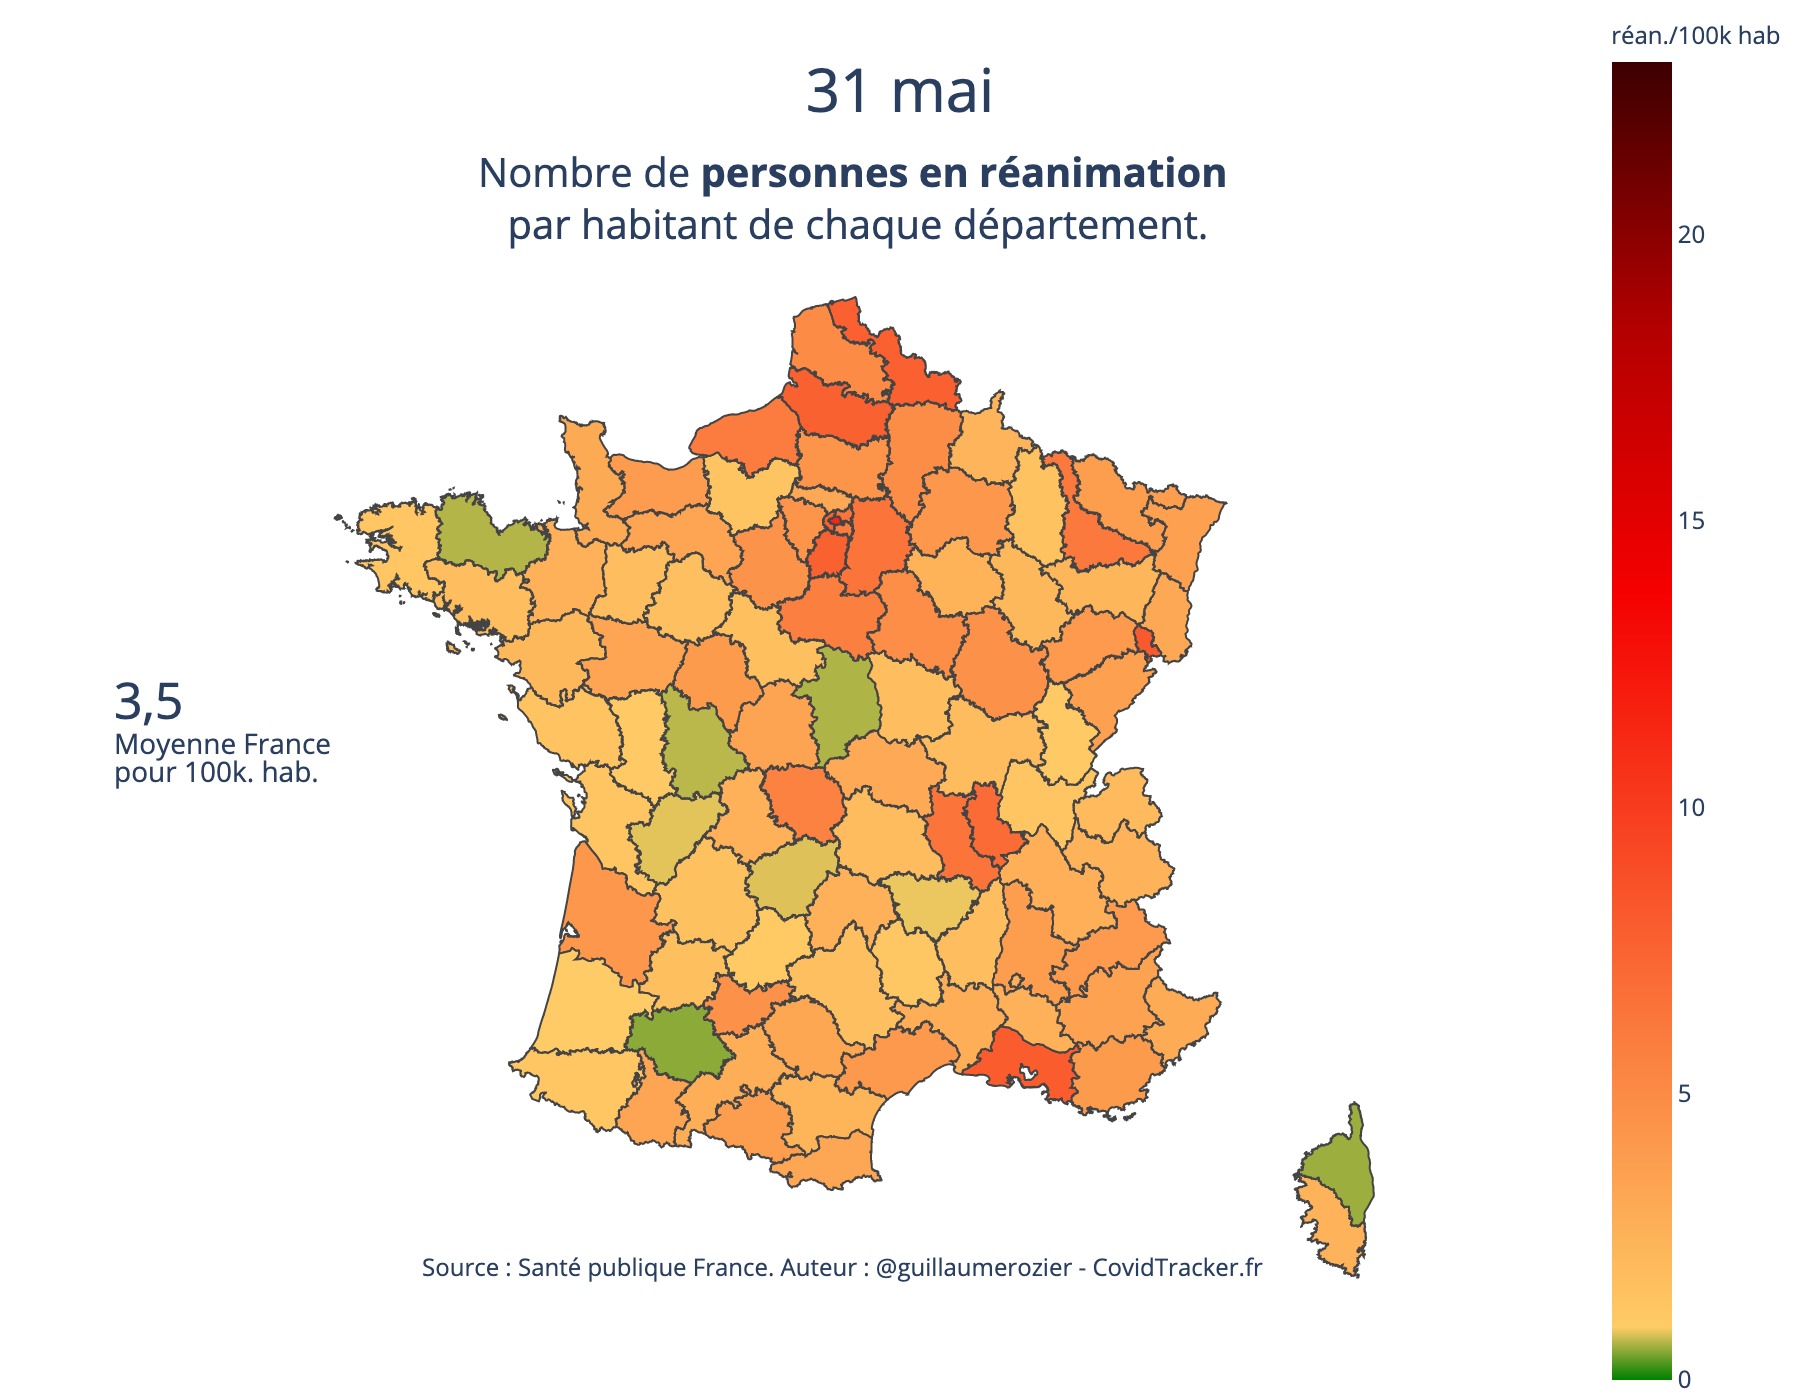 réan./100k hab
31 mai
Nombre de personnes en réanimation
par habitant de chaque département.
20
15
3,5
Moyenne France
pour 100k. hab.
10
5
Source : Santé publique France. Auteur : @guillaumerozier - CovidTracker.fr
0